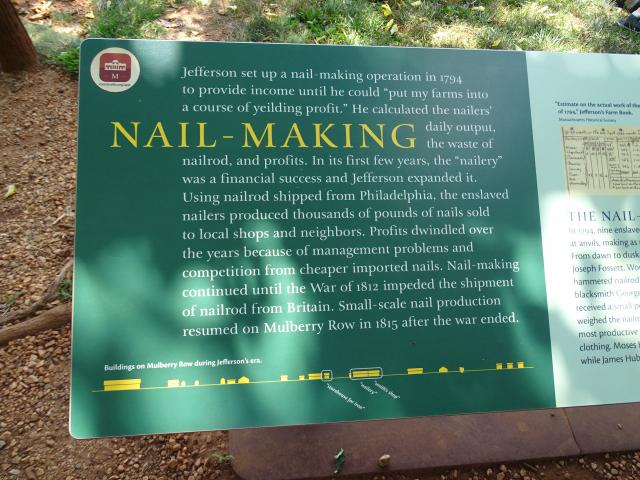 M
Jefferson set up a nail-making operation in 1794
to provide income until he could "put my farms into
a course of yeilding profit." He calculated the nailers'
NAIL-MAKING daily output,
the waste of
nailrod, and profits. In its first few years, the "nailery"
was a financial success and Jefferson expanded it.
Using nailrod shipped from Philadelphia, the enslaved
nailers produced thousands of pounds of nails sold
to local shops and neighbors. Profits dwindled over
the years because of management problems and
competition from cheaper imported nails. Nail-making
continued until the War of 1812 impeded the shipment
of nailrod from Britain. Small-scale nail production
resumed on Mulberry Row in 1815 after the war ended.
Buildings on Mulberry Row during Jefferson's era.
"storehouse for iron"
"nailery"
"smith's shop"
"Estimate on the actual work of the
of 1794," Jefferson's Farm Book.
Massachusetts Historical Society
THE NAIL-
In 1794, nine enslave
at anvils, making as
From dawn to dusk
Joseph Fossett, Wor
hammered nailrod
blacksmith George
received a small p
weighed the nailro
most productive
clothing. Moses H
while James Hub